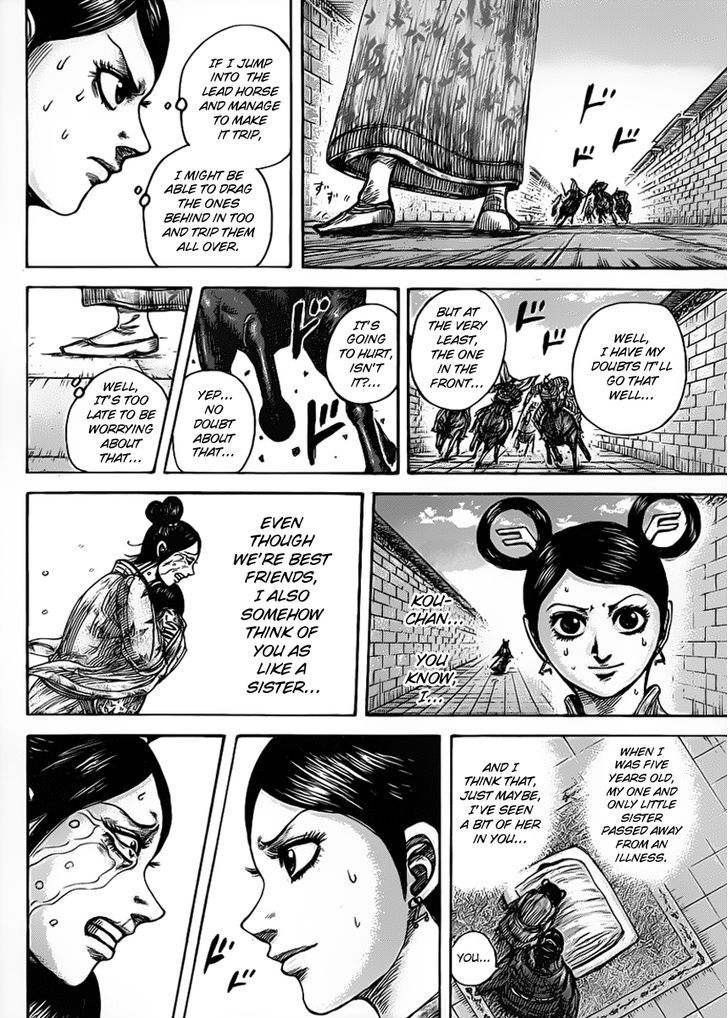 ド
ド
ド
ずず
IF I JUMP
INTO THE
LEAD HORSE
AND MANAGE
TO MAKE
IT TRIP,
I MIGHT BE
ABLE TO DRAG
THE ONES
BEHIND IN TOO
AND TRIP THEM
ALL OVER.
WELL,
I HAVE MY
DOUBTS IT'LL
GO THAT
WELL...
ド
ド
BUT AT
THE VERY
LEAST,
THE ONE
IN THE
FRONT...
IT'S
GOING
TO HURT,
ISN'T
IT?...
ド
ド
YEP...
NO
DOUBT
ABOUT
THAT...
WELL,
IT'S TOO
LATE TO BE
WORRYING
ABOUT
THAT...
KOU-
CHAN...
YOU
KNOW,
I...
EVEN
THOUGH
WE'RE BEST
FRIENDS,
I ALSO
SOMEHOW
THINK OF
YOU AS
LIKE A
SISTER...
WHEN I
WAS FIVE
YEARS OLD,
MY ONE AND
ONLY LITTLE
SISTER
PASSED AWAY
FROM AN
ILLNESS.
AND I
THINK THAT,
JUST MAYBE,
I'VE SEEN
A BIT OF HER
IN YOU...
YOU...